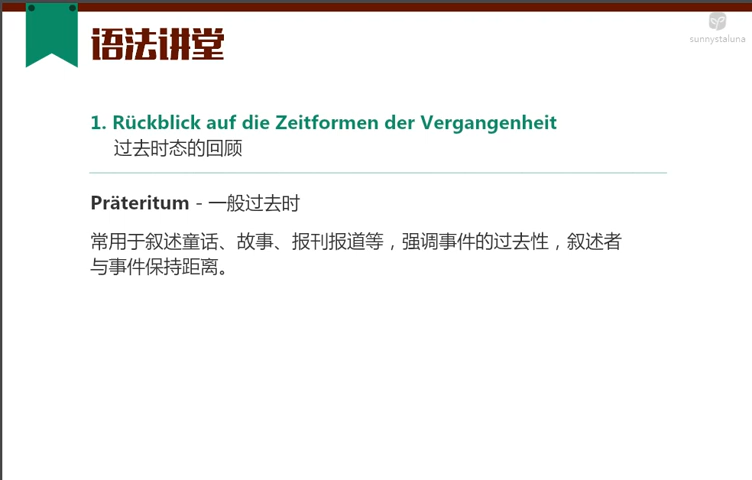 语法讲堂
sunnystaluna
1. Rückblick auf die Zeitformen der Vergangenheit
过去时态的回顾
Präteritum - 一般过去时
常用于叙述童话、故事、报刊报道等，强调事件的过去性，叙述者
与事件保持距离。